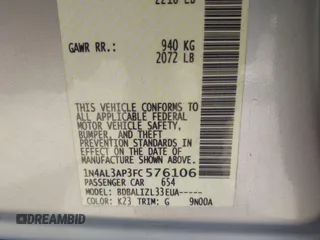 2210 LB
GAWR RR.: 940 KG
2072 LB
THIS VEHICLE CONFORMS TO
ALL APPLICABLE FEDERAL
MOTOR VEHICLE SAFETY,
BUMPER, AND THEFT
PREVENTION STANDARDS
IN EFFECT ON THE DATE OF
MANUFACTURE SHOWN ABOVE.
1N4AL3AP3FC576106
PASSENGER CAR 654
MODEL: BDBALIZL33EUA-----
COLOR: K23 TRIM: G 9N00A
DREAMBID